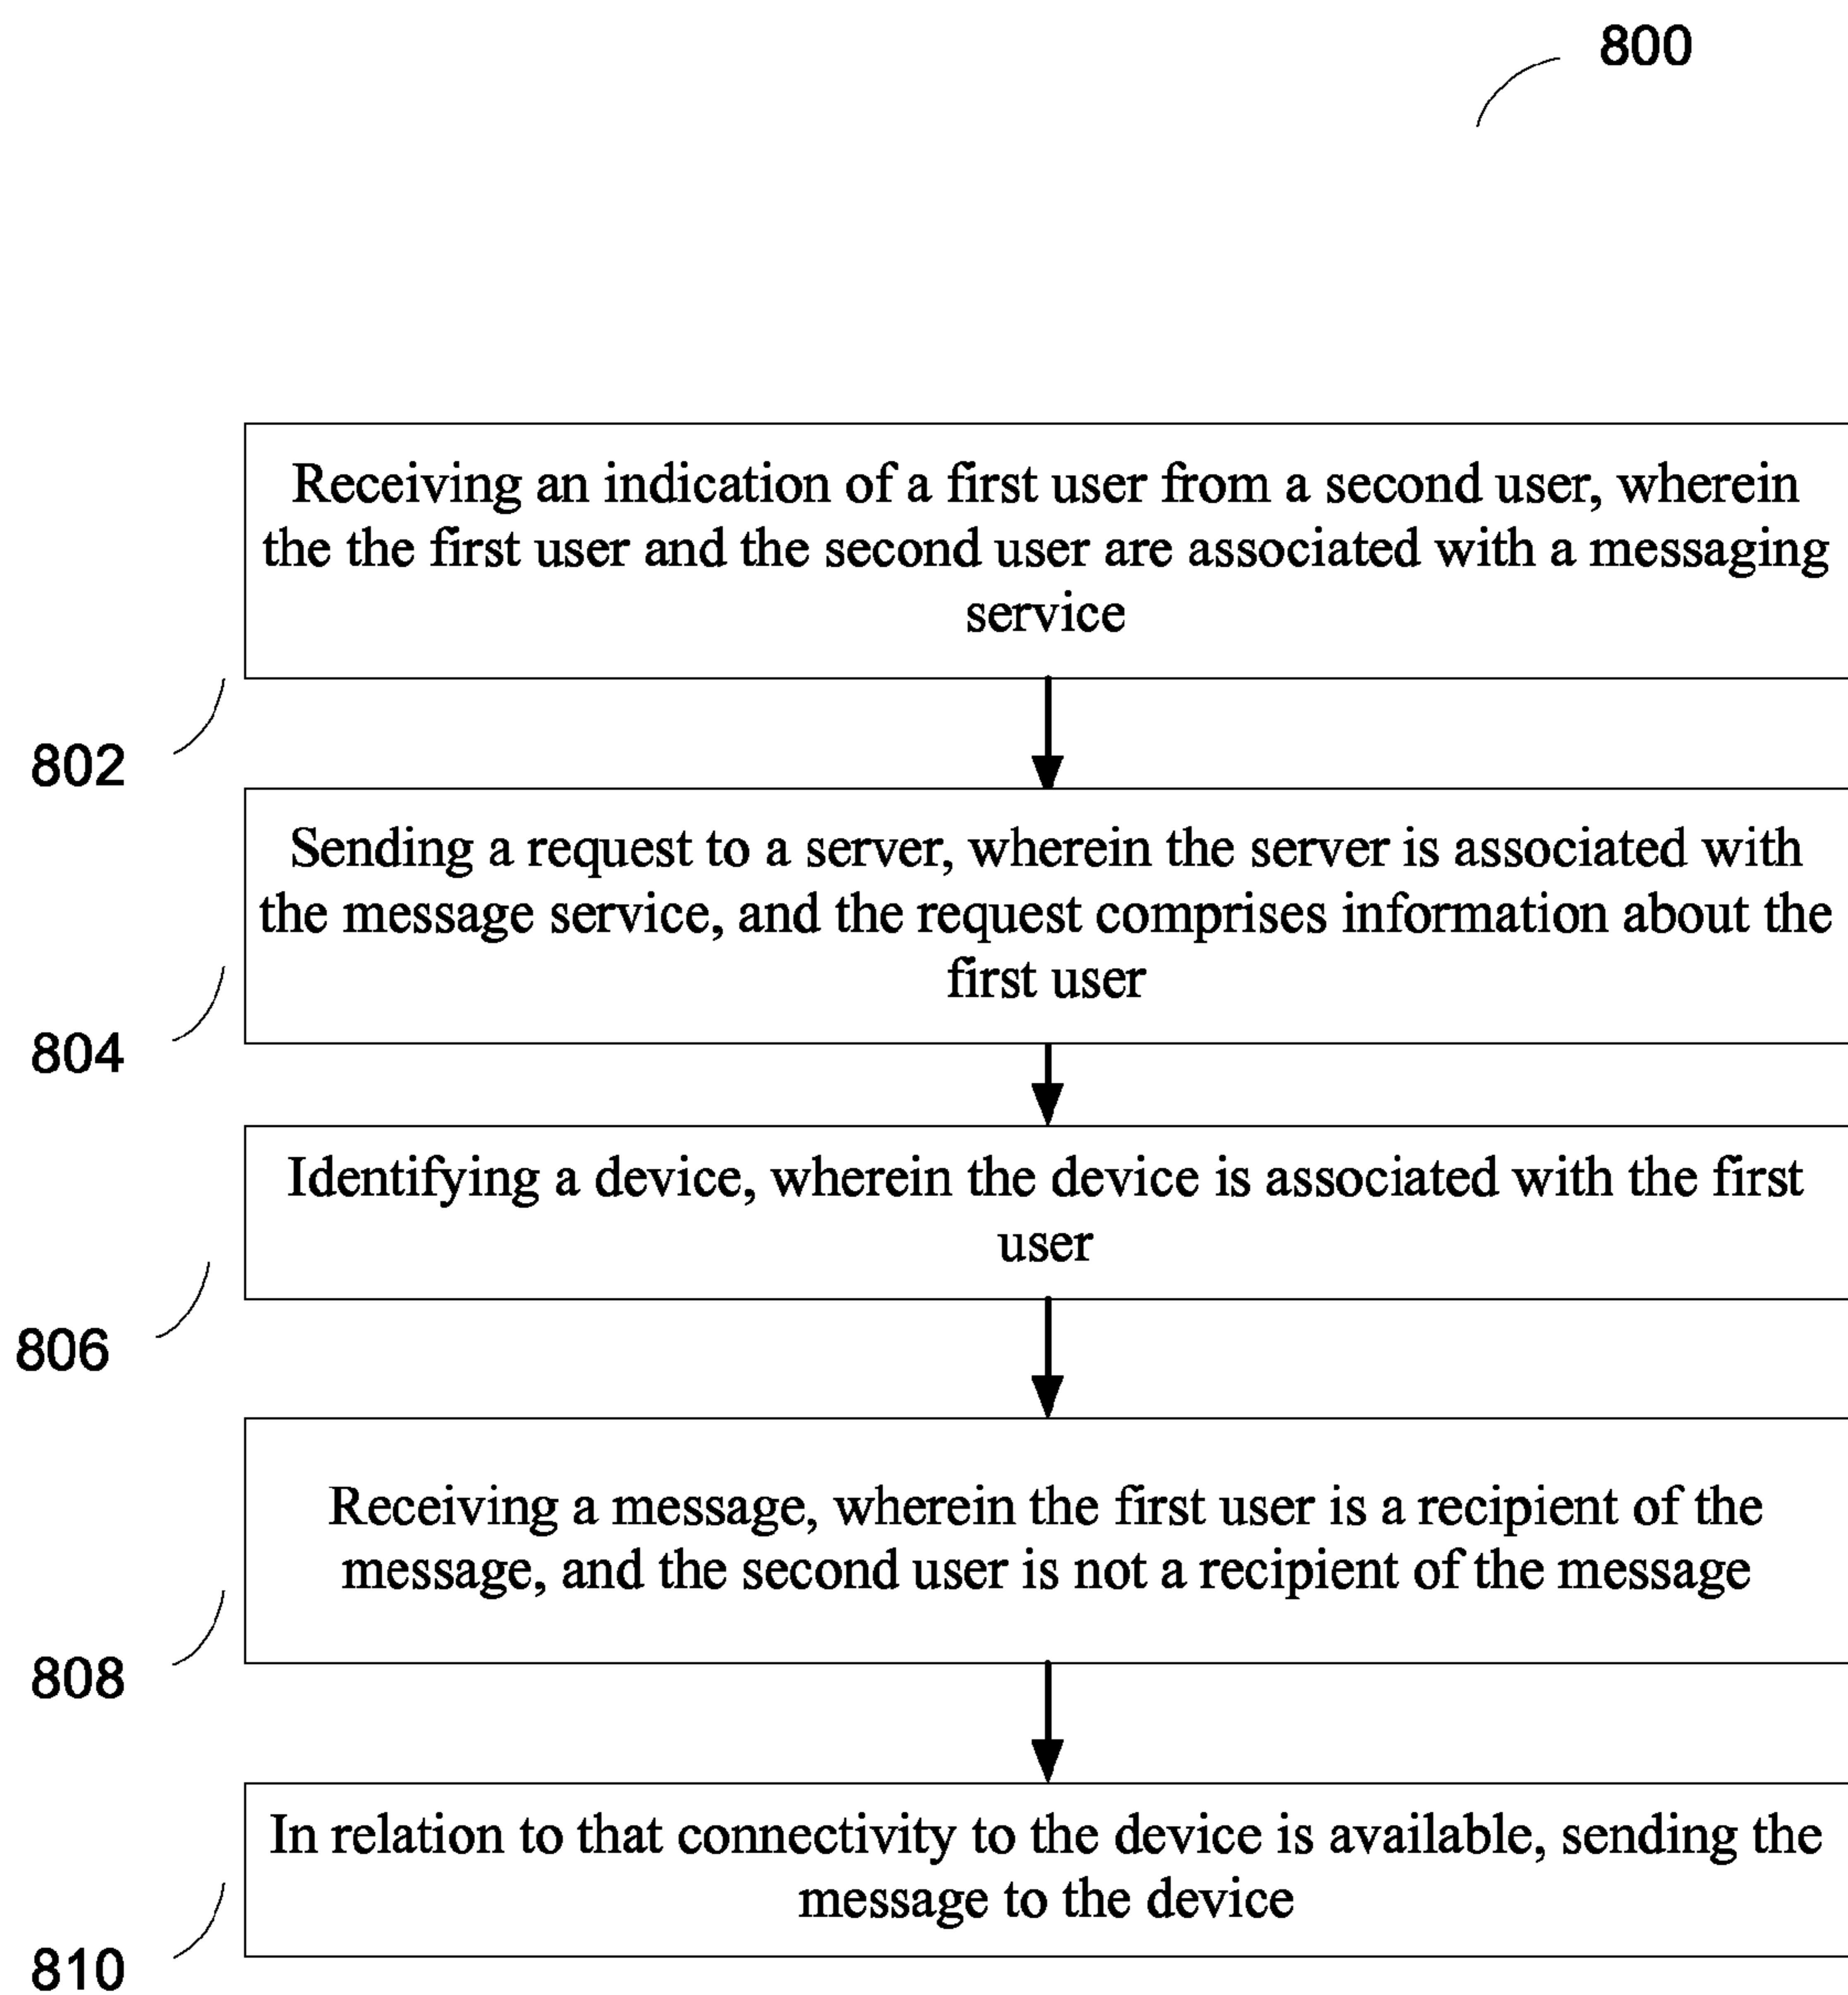 800
Receiving an indication of a first user from a second user, wherein
the the first user and the second user are associated with a messaging
service
802
Sending a request to a server, wherein the server is associated with
the message service, and the request comprises information about the
first user
804
Identifying a device, wherein the device is associated with the first
user
806
Receiving a message, wherein the first user is a recipient of the
message, and the second user is not a recipient of the message
808
In relation to that connectivity to the device is available, sending the
message to the device
810